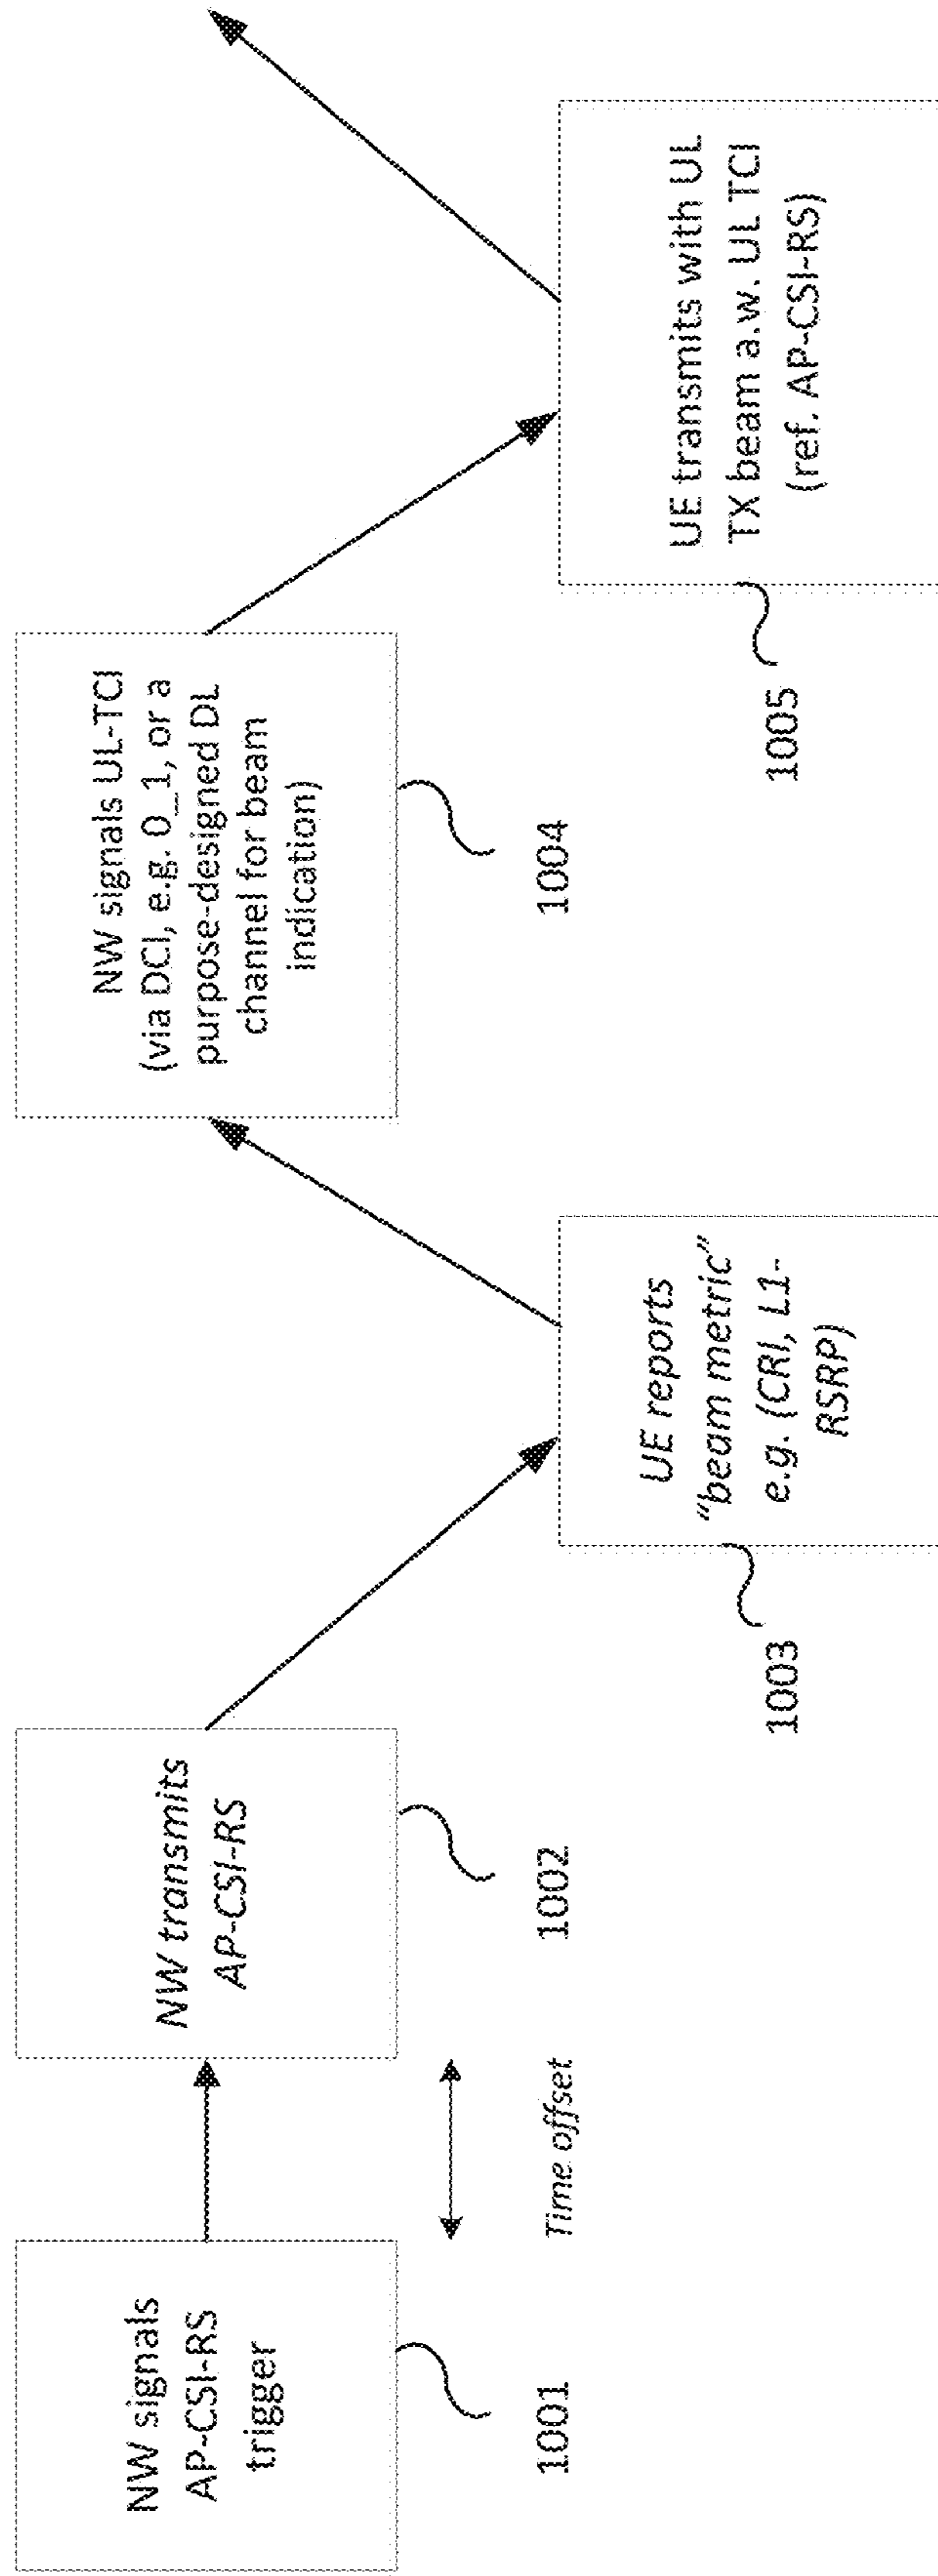 NW signals
AP-CSI-RS
trigger
1001
Time offset
NW transmits
AP-CSI-RS
1002
UE reports
"beam metric"
e.g. (CRI, L1-
RSRP)
1003
NW signals UL-TCI
(via DCI, e.g. 0_1, or a
purpose-designed DL
channel for beam
indication)
1004
UE transmits with UL
TX beam a.w. UL TCI
(ref. AP-CSI-RS)
1005